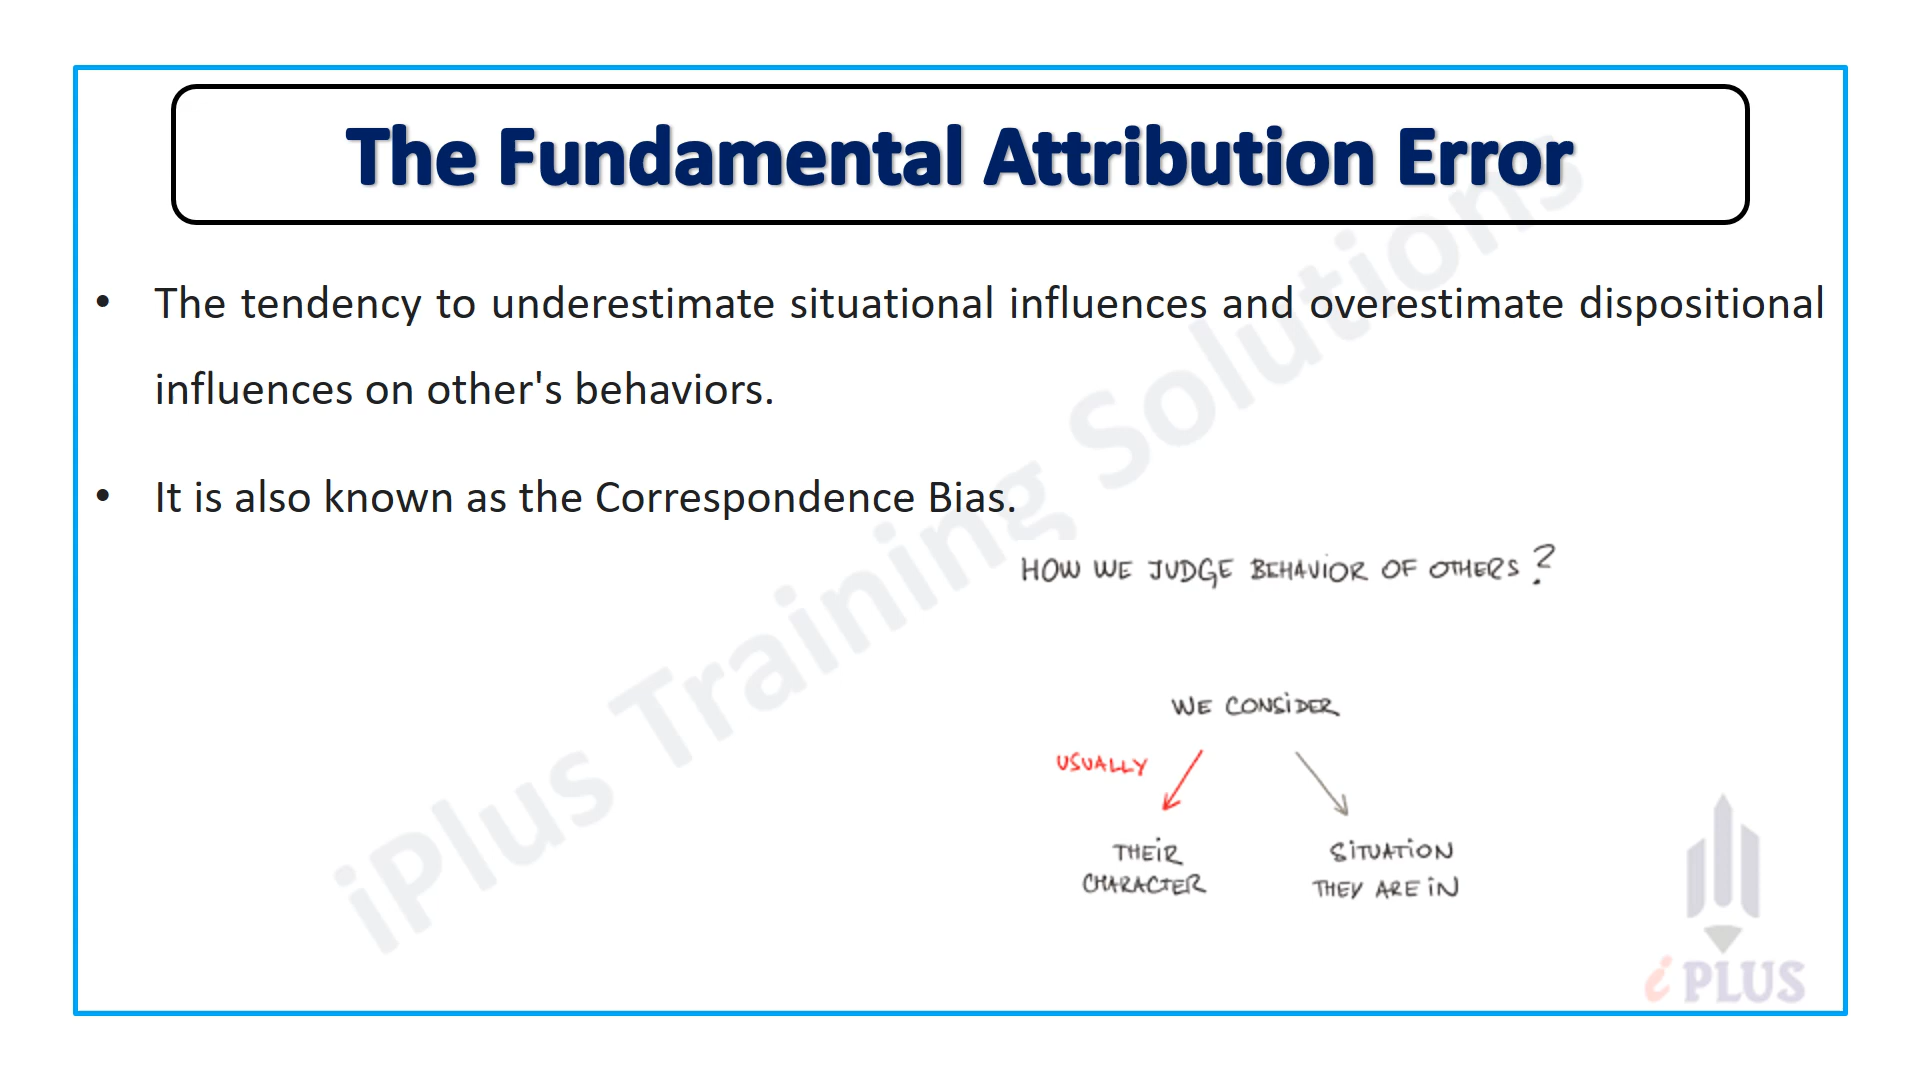 The Fundamental Attribution Error
• The tendency to underestimate situational influences and overestimate dispositional
influences on other's behaviors.
• It is also known as the Correspondence Bias.
HOW WE JUDGE BEHAVIOR OF OTHERS?
WE CONSIDER
USUALLY
THEIR
CHARACTER
SITUATION
THEY ARE IN
iPlus Training Solutions
i PLUS